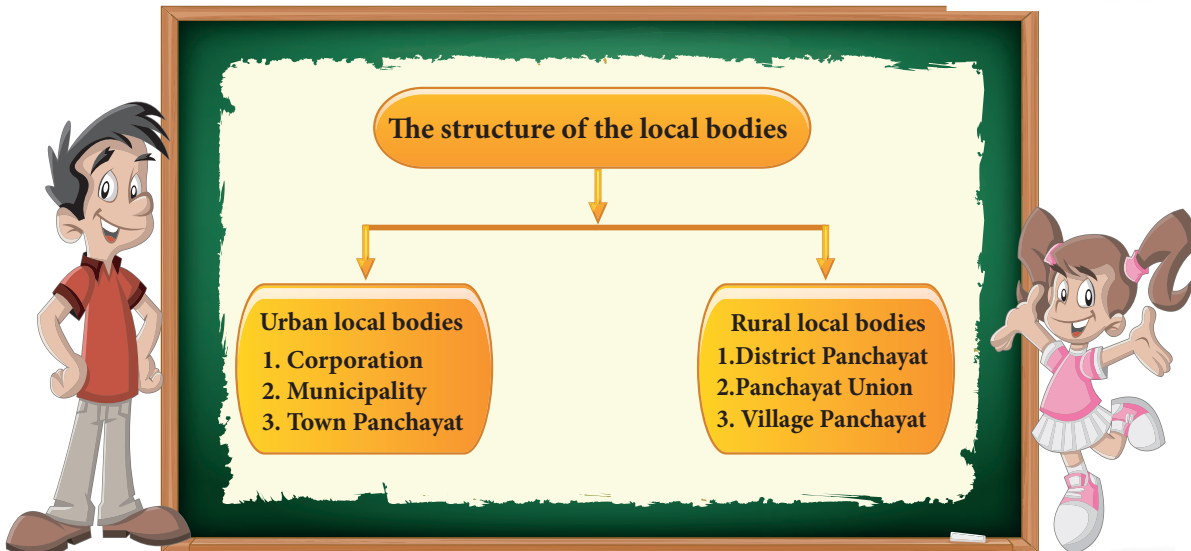 The structure of the local bodies
Urban local bodies
1. Corporation
2. Municipality
3. Town Panchayat
Rural local bodies
1.District Panchayat
2.Panchayat Union
3. Village Panchayat